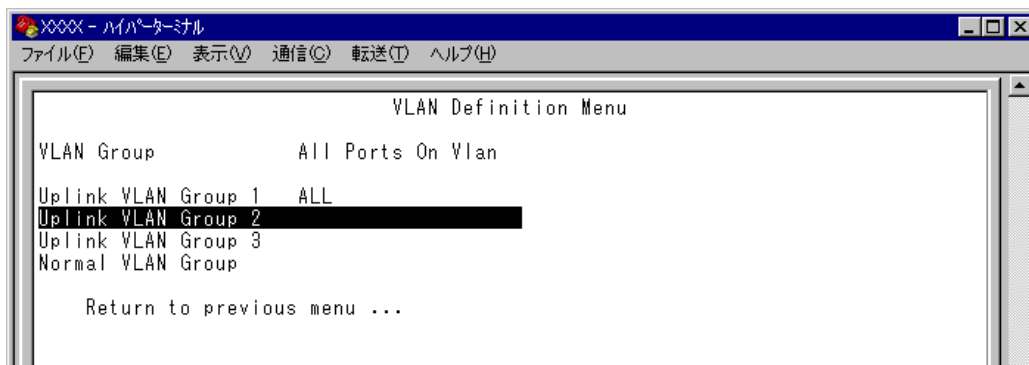 XXXX - ハイパーターミナル
ファイル(F) 編集(E) 表示(V) 通信(C) 転送(T) ヘルプ(H)
VLAN Definition Menu
VLAN Group All Ports On Vlan
Uplink VLAN Group 1 ALL
Uplink VLAN Group 2
Uplink VLAN Group 3
Normal VLAN Group
Return to previous menu ...